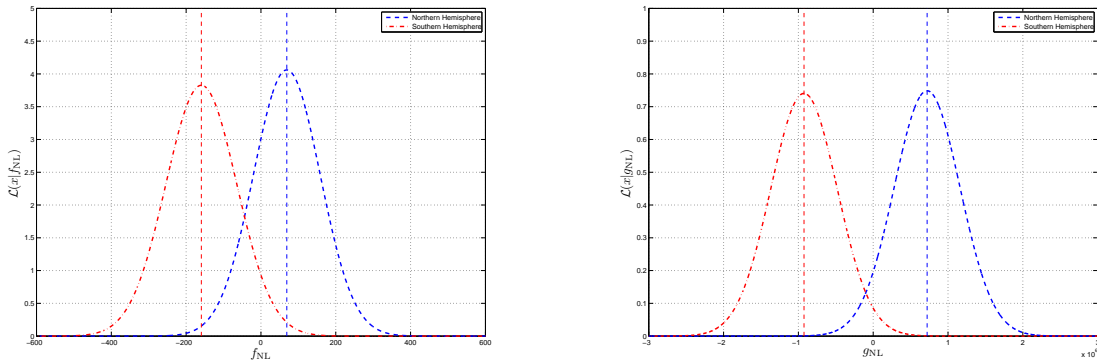 5
4.5
4
3.5
3
2.5
2
1.5
1
0.5
0
ℒ(x|f_NL)
Northern Hemisphere
Southern Hemisphere
−600 −400 −200 0 200 400 600
f_NL
1
0.9
0.8
0.7
0.6
0.5
0.4
0.3
0.2
0.1
0
ℒ(x|g_NL)
Northern Hemisphere
Southern Hemisphere
−3 −2 −1 0 1 2
g_NL
x 10